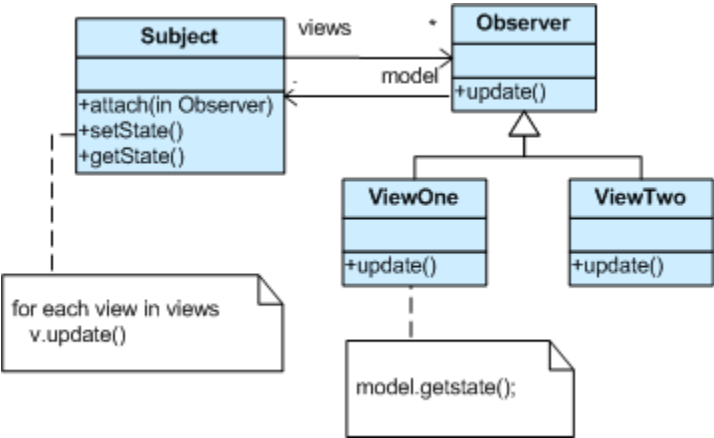 Subject
+attach(in Observer)
+setState()
+getState()
views
*
model
Observer
+update()
ViewOne
+update()
ViewTwo
+update()
for each view in views
v.update()
model.getstate();